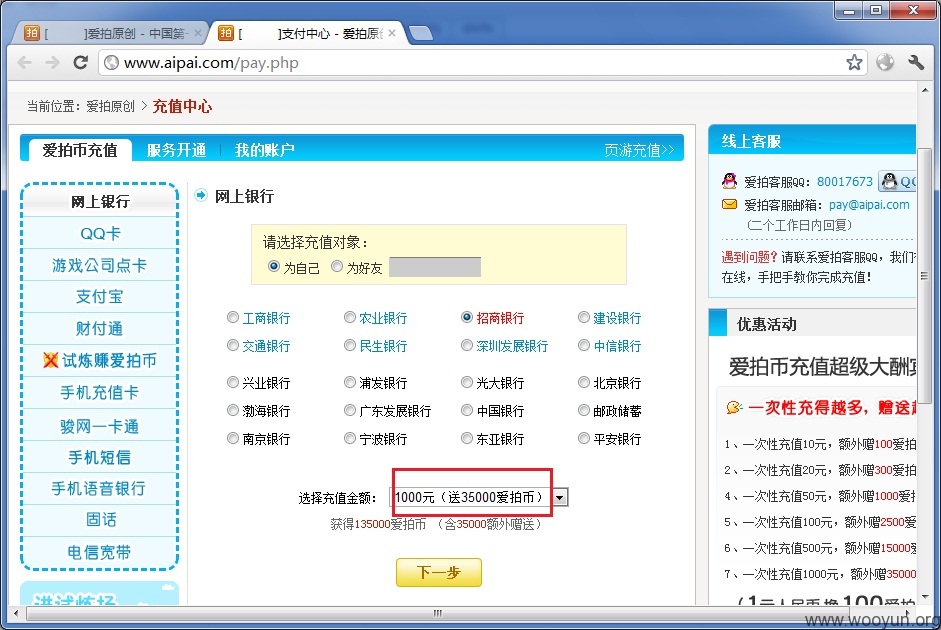 [ ]爱拍原创 - 中国第一
[ ]支付中心 - 爱拍原创
www.aipai.com/pay.php
当前位置: 爱拍原创 > 充值中心
爱拍币充值 服务开通 我的账户 页游充值>>
网上银行
QQ卡
游戏公司点卡
支付宝
财付通
试炼赚爱拍币
手机充值卡
骏网一卡通
手机短信
手机语音银行
固话
电信宽带
进试炼场
网上银行
请选择充值对象:
为自己 为好友
工商银行 农业银行 招商银行 建设银行
交通银行 民生银行 深圳发展银行 中信银行
兴业银行 浦发银行 光大银行 北京银行
渤海银行 广东发展银行 中国银行 邮政储蓄
南京银行 宁波银行 东亚银行 平安银行
选择充值金额: 1000元（送35000爱拍币）
获得135000爱拍币 （含35000额外赠送）
下一步
线上客服
爱拍客服QQ: 80017673 QQ
爱拍客服邮箱: pay@aipai.com
(二个工作日内回复)
遇到问题? 请联系爱拍客服QQ, 我们
在线, 手把手教你完成充值!
优惠活动
爱拍币充值超级大酬宾
一次性充得越多, 赠送越
1、一次性充值10元, 额外赠100爱拍
2、一次性充值20元, 额外赠300爱拍
4、一次性充值50元, 额外赠1000爱
5、一次性充值100元, 额外赠2500爱
6、一次性充值500元, 额外赠15000
7、一次性充值1000元, 额外赠35000
(1元人民币换100爱拍
www.wooyun.org